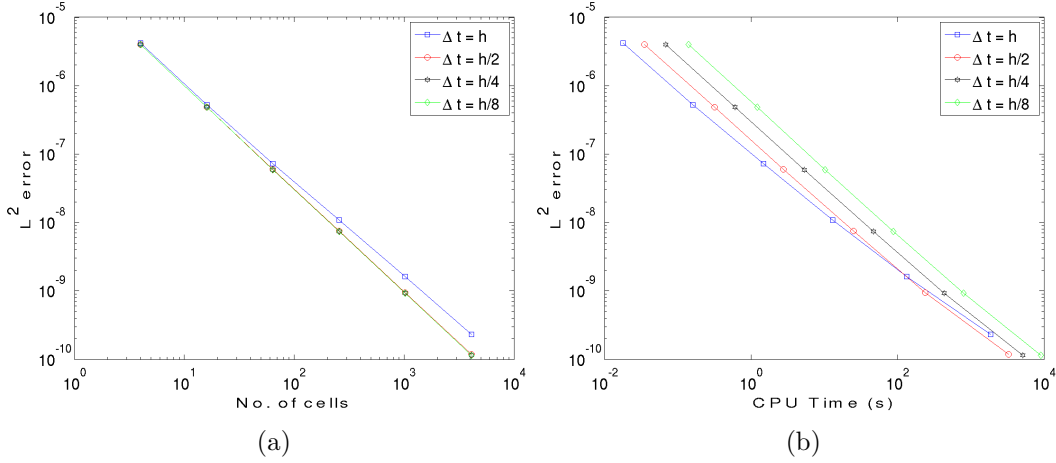 10^-5
10^-6
10^-7
10^-8
10^-9
10^-10
L^2 error
10^0
10^1
10^2
10^3
10^4
No. of cells
Δ t = h
Δ t = h/2
Δ t = h/4
Δ t = h/8
(a)
10^-5
10^-6
10^-7
10^-8
10^-9
10^-10
L^2 error
10^-2
10^0
10^2
10^4
CPU Time (s)
Δ t = h
Δ t = h/2
Δ t = h/4
Δ t = h/8
(b)